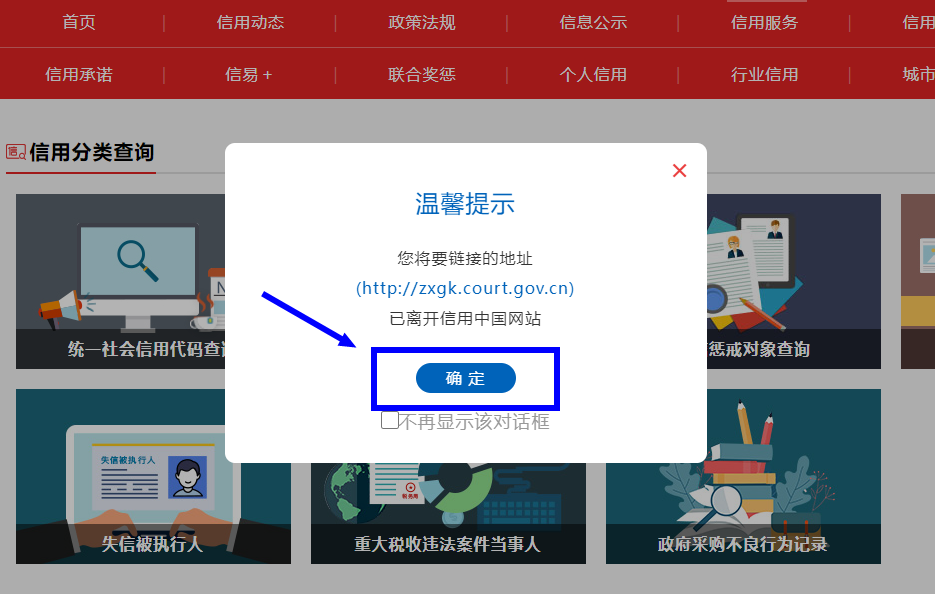 首页 | 信用动态 | 政策法规 | 信息公示 | 信用服务 | 信用
信用承诺 | 信易 + | 联合奖惩 | 个人信用 | 行业信用 | 城市
信用分类查询
温馨提示
您将要链接的地址
(http://zxgk.court.gov.cn)
已离开信用中国网站
确 定
不再显示该对话框
统一社会信用代码查
惩戒对象查询
失信被执行人
失信被执行人
重大税收违法案件当事人
政府采购不良行为记录